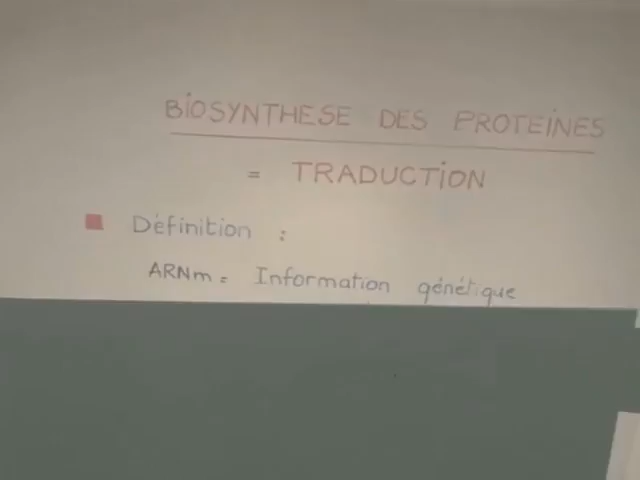 BIOSYNTHESE DES PROTEINES
= TRADUCTION
Définition :
ARNm = Information génétique